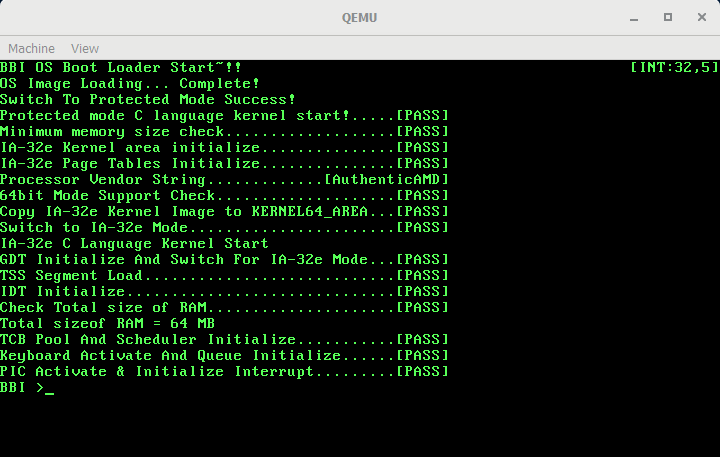 QEMU
Machine View
BBI OS Boot Loader Start~!! [INT:32,5]
OS Image Loading... Complete!
Switch To Protected Mode Success!
Protected mode C language kernel start!.....[PASS]
Minimum memory size check...................[PASS]
IA-32e Kernel area initialize...............[PASS]
IA-32e Page Tables Initialize...............[PASS]
Processor Vendor String.............[AuthenticAMD]
64bit Mode Support Check....................[PASS]
Copy IA-32e Kernel Image to KERNEL64_AREA...[PASS]
Switch to IA-32e Mode.......................[PASS]
IA-32e C Language Kernel Start
GDT Initialize And Switch For IA-32e Mode...[PASS]
TSS Segment Load............................[PASS]
IDT Initialize..............................[PASS]
Check Total size of RAM.....................[PASS]
Total sizeof RAM = 64 MB
TCB Pool And Scheduler Initialize...........[PASS]
Keyboard Activate And Queue Initialize......[PASS]
PIC Activate & Initialize Interrupt.........[PASS]
BBI >_